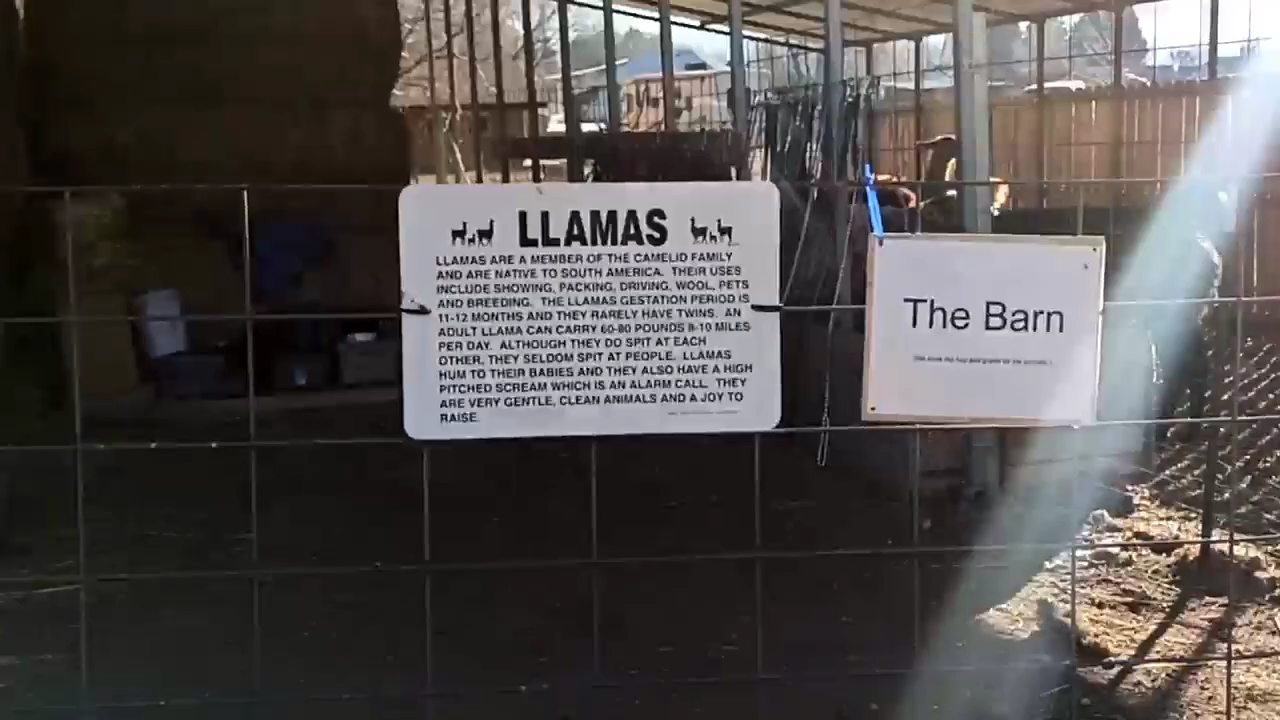 LLAMAS
LLAMAS ARE A MEMBER OF THE CAMELID FAMILY
AND ARE NATIVE TO SOUTH AMERICA. THEIR USES
INCLUDE SHOWING, PACKING, DRIVING, WOOL, PETS
AND BREEDING. THE LLAMAS GESTATION PERIOD IS
11-12 MONTHS AND THEY RARELY HAVE TWINS. AN
ADULT LLAMA CAN CARRY 60-80 POUNDS 8-10 MILES
PER DAY. ALTHOUGH THEY DO SPIT AT EACH
OTHER, THEY SELDOM SPIT AT PEOPLE. LLAMAS
HUM TO THEIR BABIES AND THEY ALSO HAVE A HIGH
PITCHED SCREAM WHICH IS AN ALARM CALL. THEY
ARE VERY GENTLE, CLEAN ANIMALS AND A JOY TO
RAISE.
The Barn